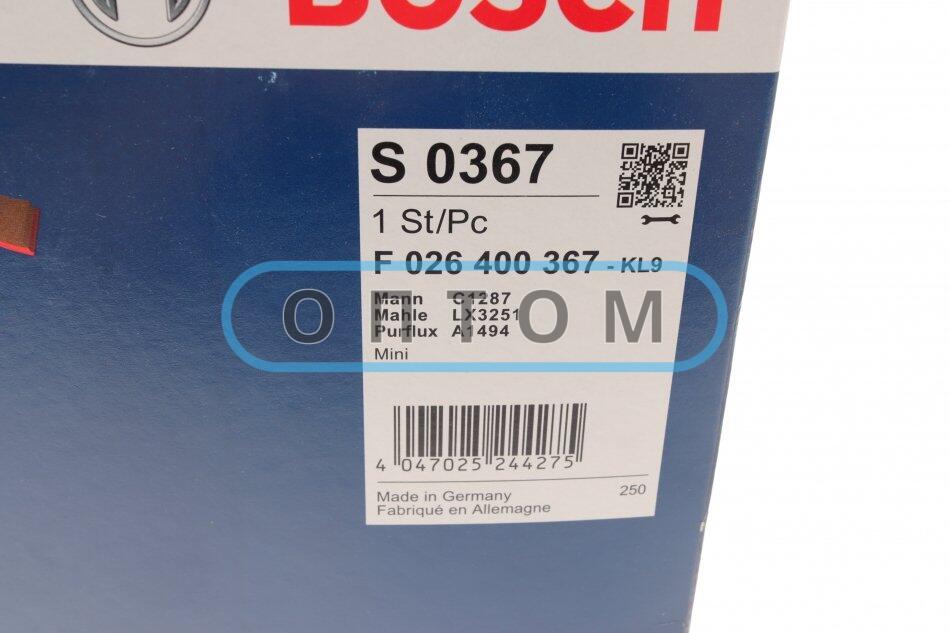 BOSCH
S 0367
1 St/Pc
F 026 400 367 - KL9
Mann C1287
Mahle LX3251
Purflux A1494
Mini
ОПТОМ
4 047025 244275
Made in Germany 250
Fabriqué en Allemagne